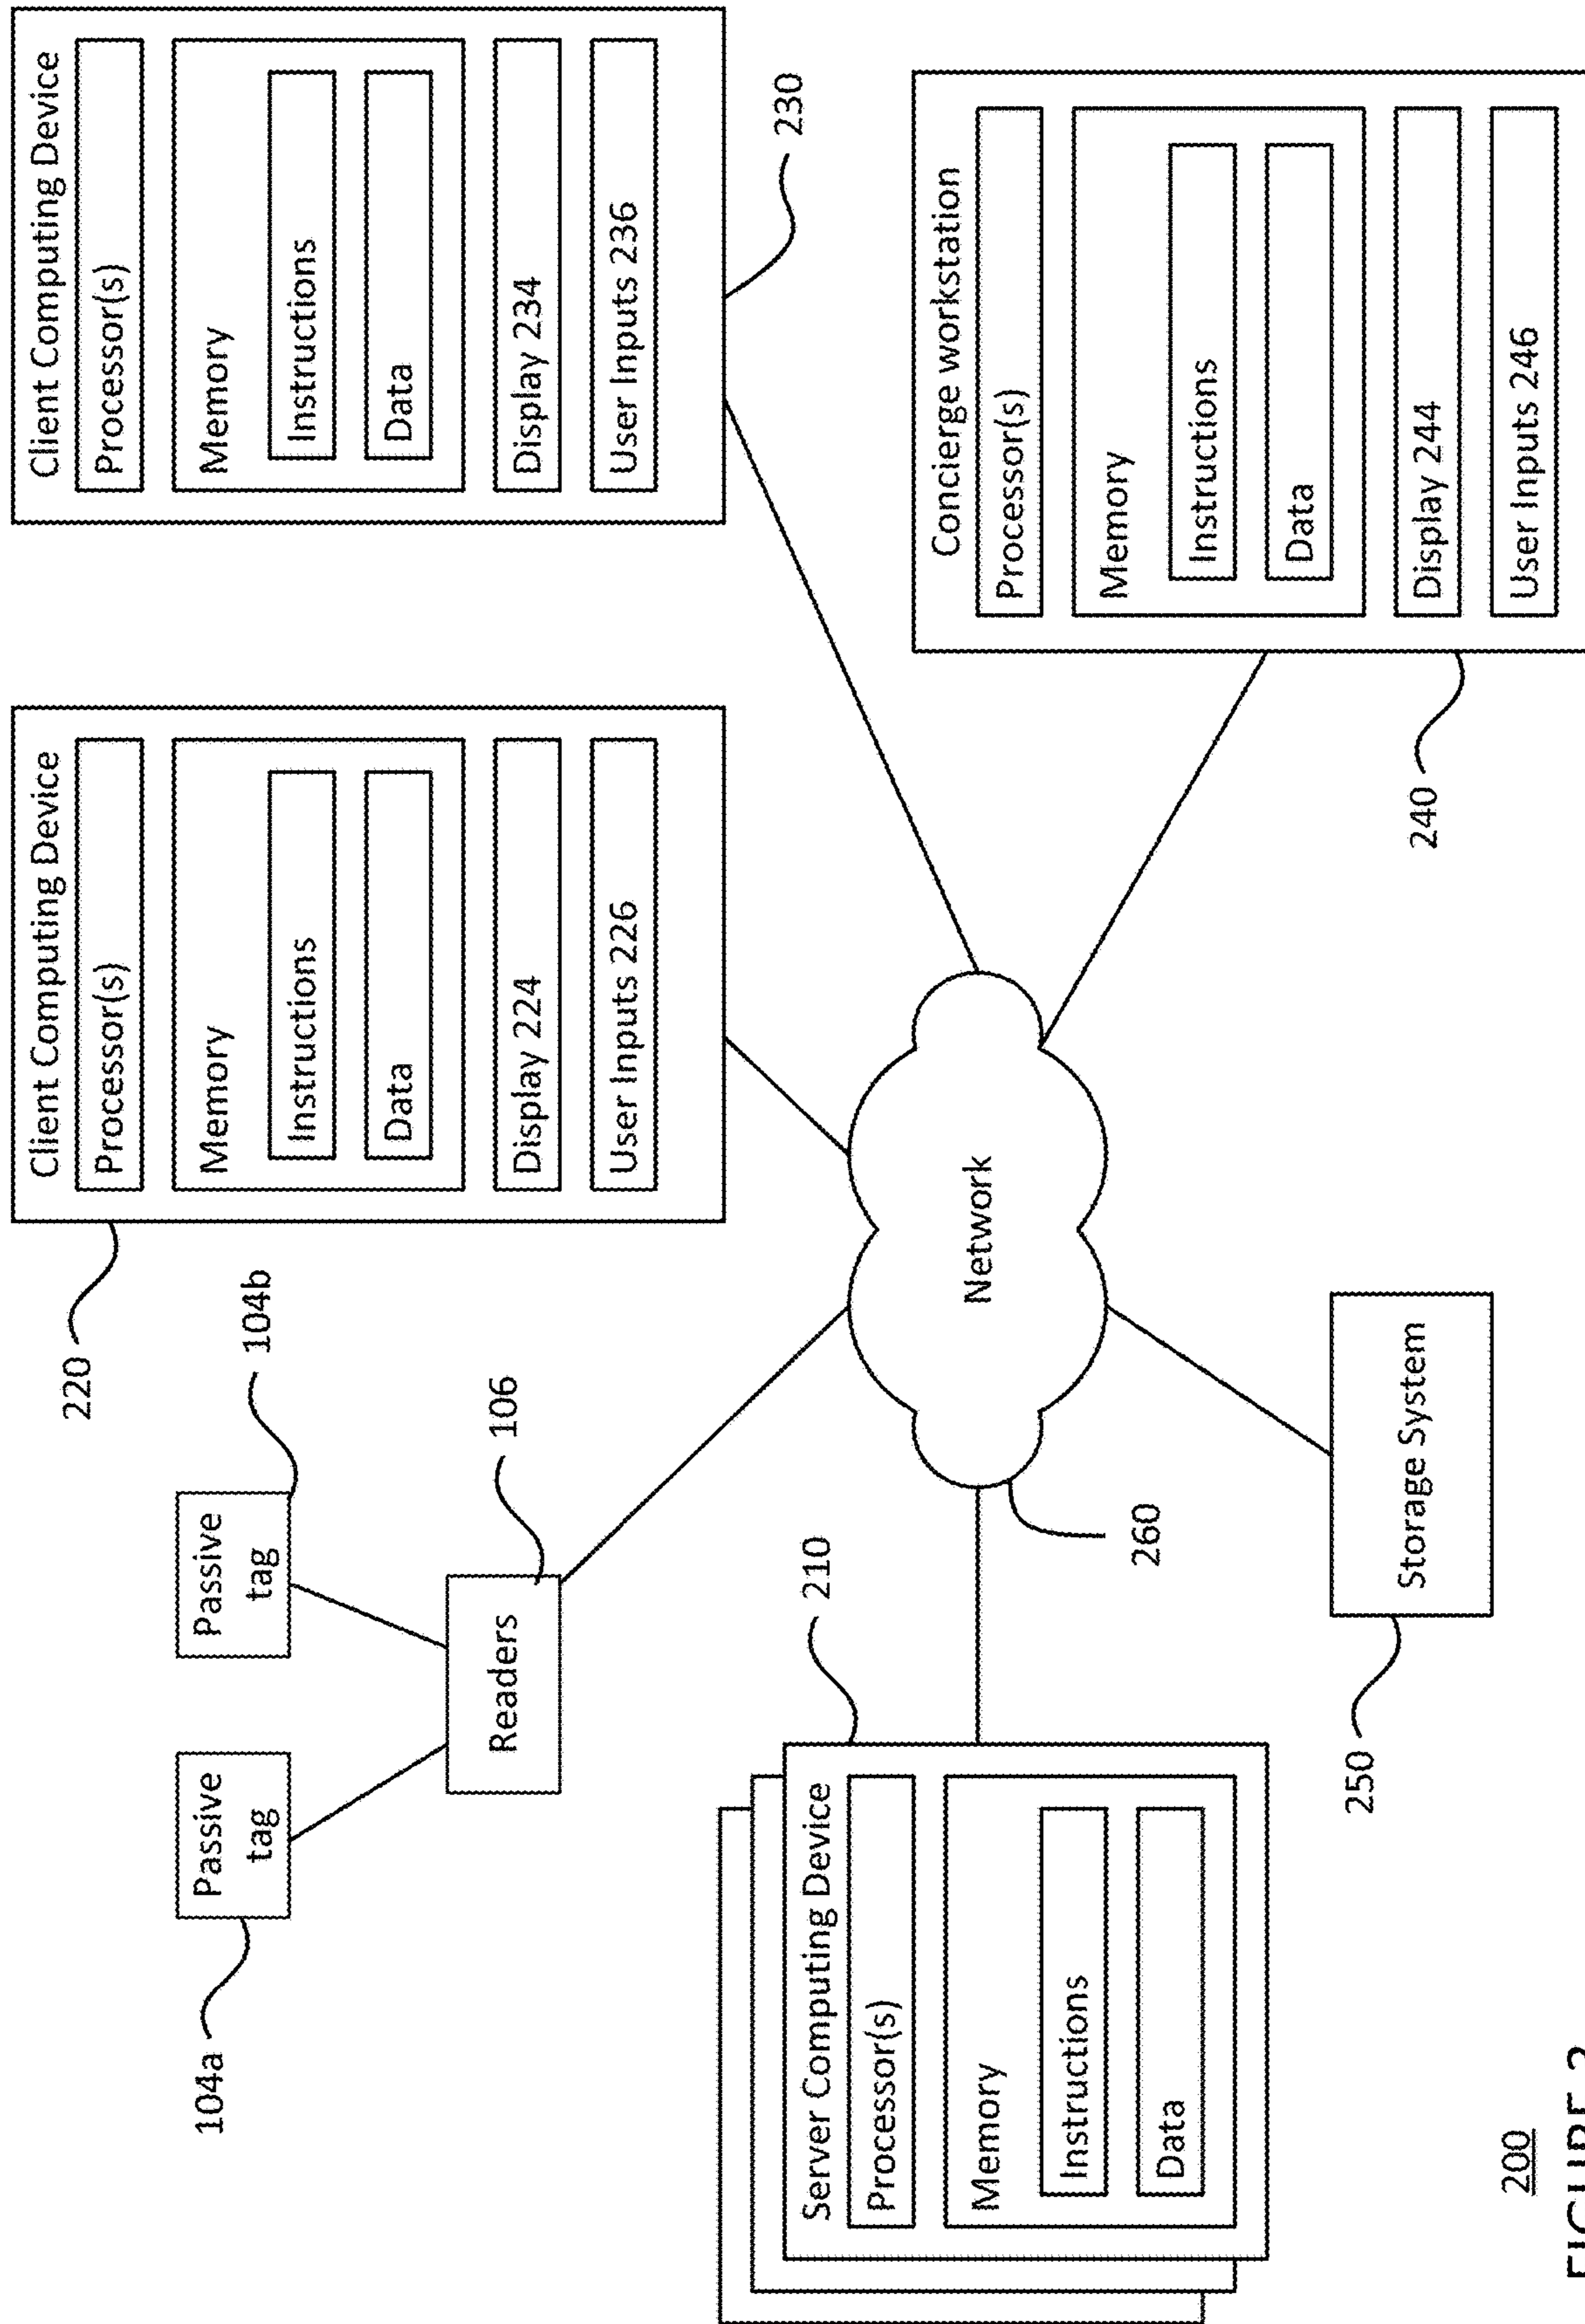 Passive
tag
104a
Passive
tag
104b
Readers
106
Client Computing Device
Processor(s)
Memory
Instructions
Data
Display 224
User Inputs 226
220
Client Computing Device
Processor(s)
Memory
Instructions
Data
Display 234
User Inputs 236
230
Server Computing Device
Processor(s)
Memory
Instructions
Data
210
Network
260
Storage System
250
Concierge workstation
Processor(s)
Memory
Instructions
Data
Display 244
User Inputs 246
240
200